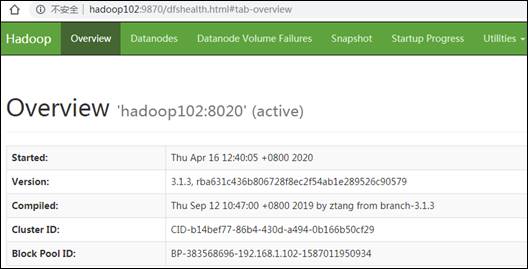 不安全 hadoop102:9870/dfshealth.html#tab-overview
Hadoop Overview Datanodes Datanode Volume Failures Snapshot Startup Progress Utilities
Overview 'hadoop102:8020' (active)
Started: Thu Apr 16 12:40:05 +0800 2020
Version: 3.1.3, rba631c436b806728f8ec2f54ab1e289526c90579
Compiled: Thu Sep 12 10:47:00 +0800 2019 by ztang from branch-3.1.3
Cluster ID: CID-b14bef77-86b4-430d-a494-0b166b50cf29
Block Pool ID: BP-383568696-192.168.1.102-1587011950934